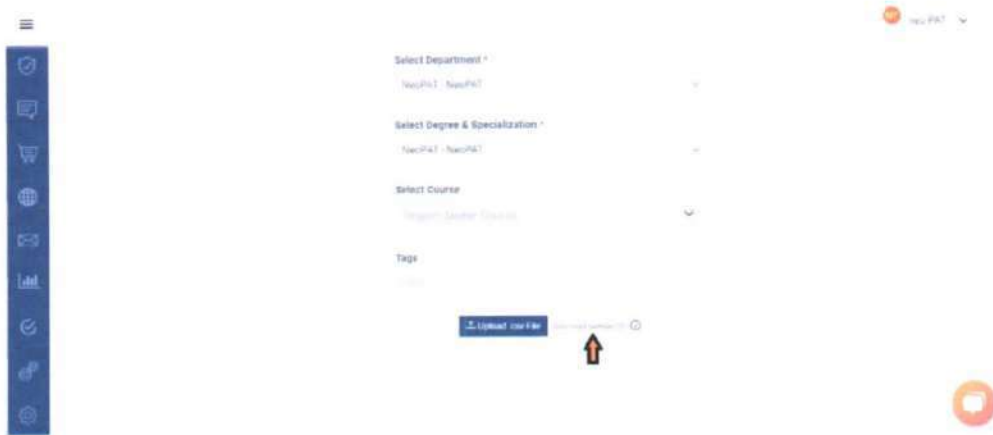 neo PAT
Select Department *
NeoPAT - NeoPAT
Select Degree & Specialization *
NeoPAT - NeoPAT
Select Course
Tags
Upload .csv File